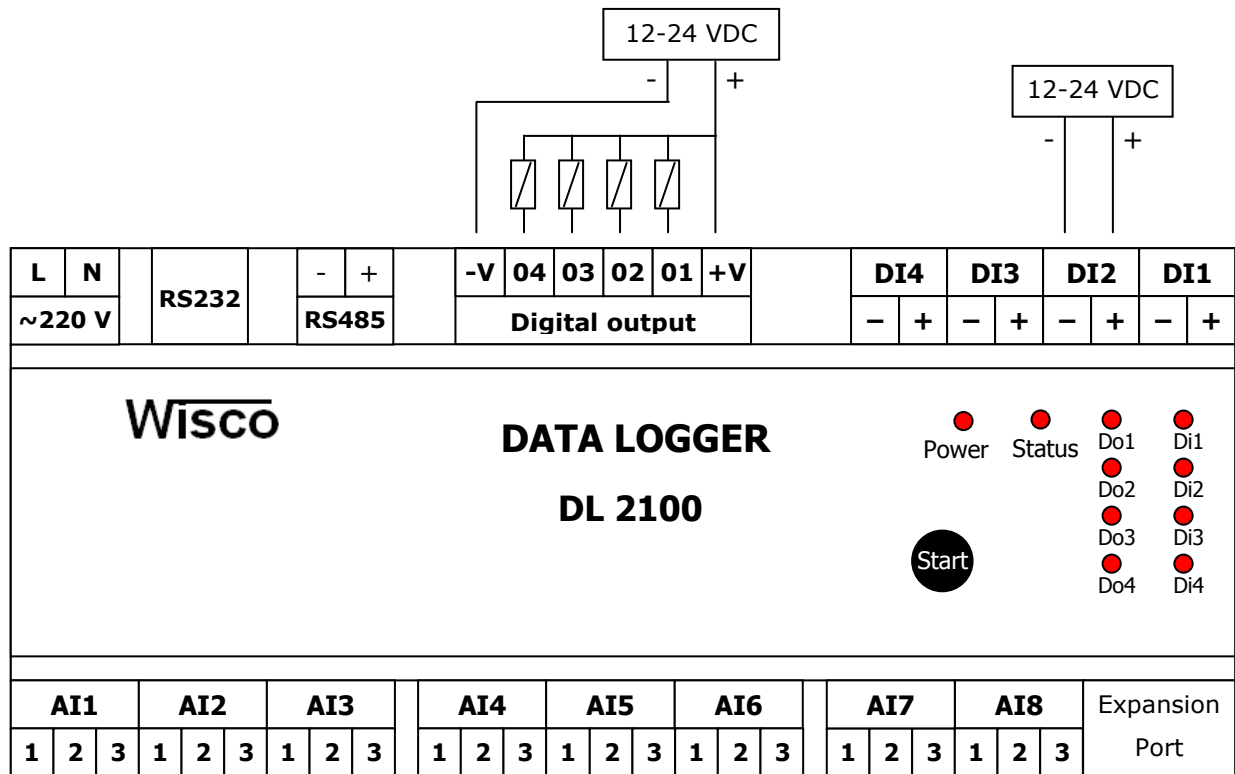 12-24 VDC
- +
12-24 VDC
- +
L N RS232 - + -V 04 03 02 01 +V DI4 DI3 DI2 DI1
~220 V RS485 Digital output − + − + − + − +
Wisco
DATA LOGGER
DL 2100
Power Status Do1 Di1
Do2 Di2
Do3 Di3
Start
Do4 Di4
AI1 AI2 AI3 AI4 AI5 AI6 AI7 AI8 Expansion
1 2 3 1 2 3 1 2 3 1 2 3 1 2 3 1 2 3 1 2 3 1 2 3 Port